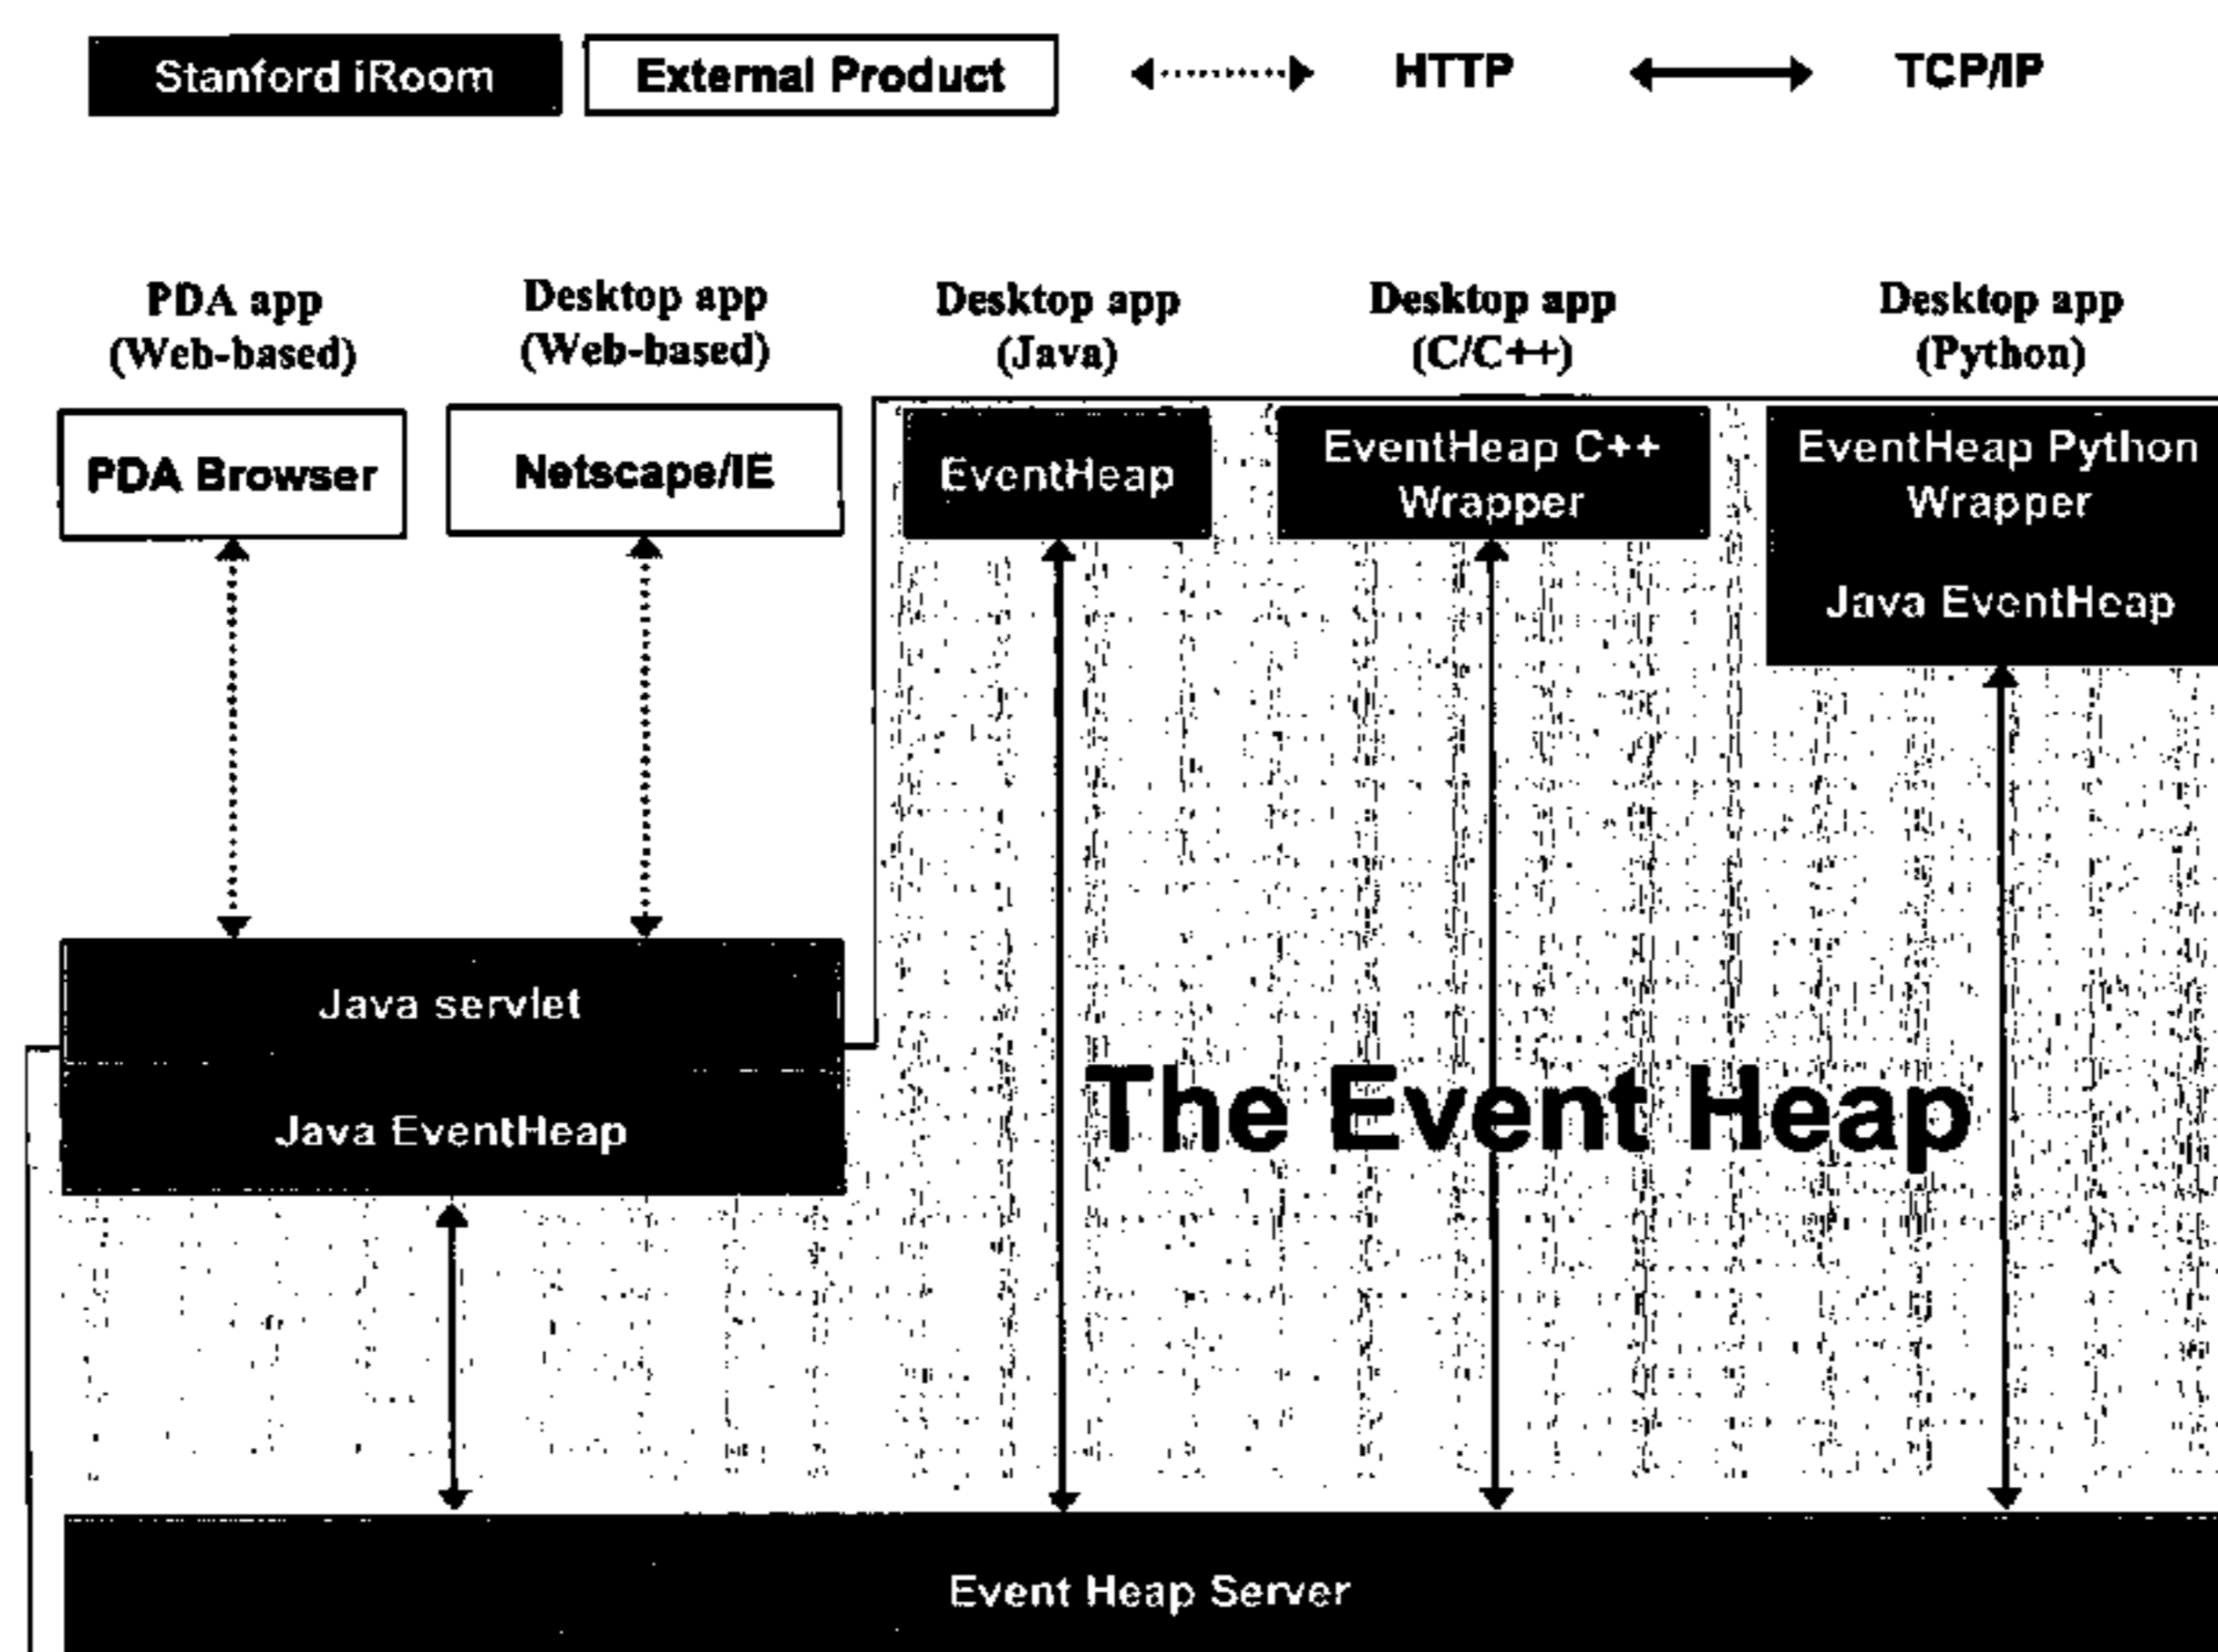 Stanford iRoom
External Product
HTTP
TCP/IP
PDA app
(Web-based)
Desktop app
(Web-based)
Desktop app
(Java)
Desktop app
(C/C++)
Desktop app
(Python)
PDA Browser
Netscape/IE
EventHeap
EventHeap C++
Wrapper
EventHeap Python
Wrapper
Java EventHeap
Java servlet
Java EventHeap
The Event Heap
Event Heap Server